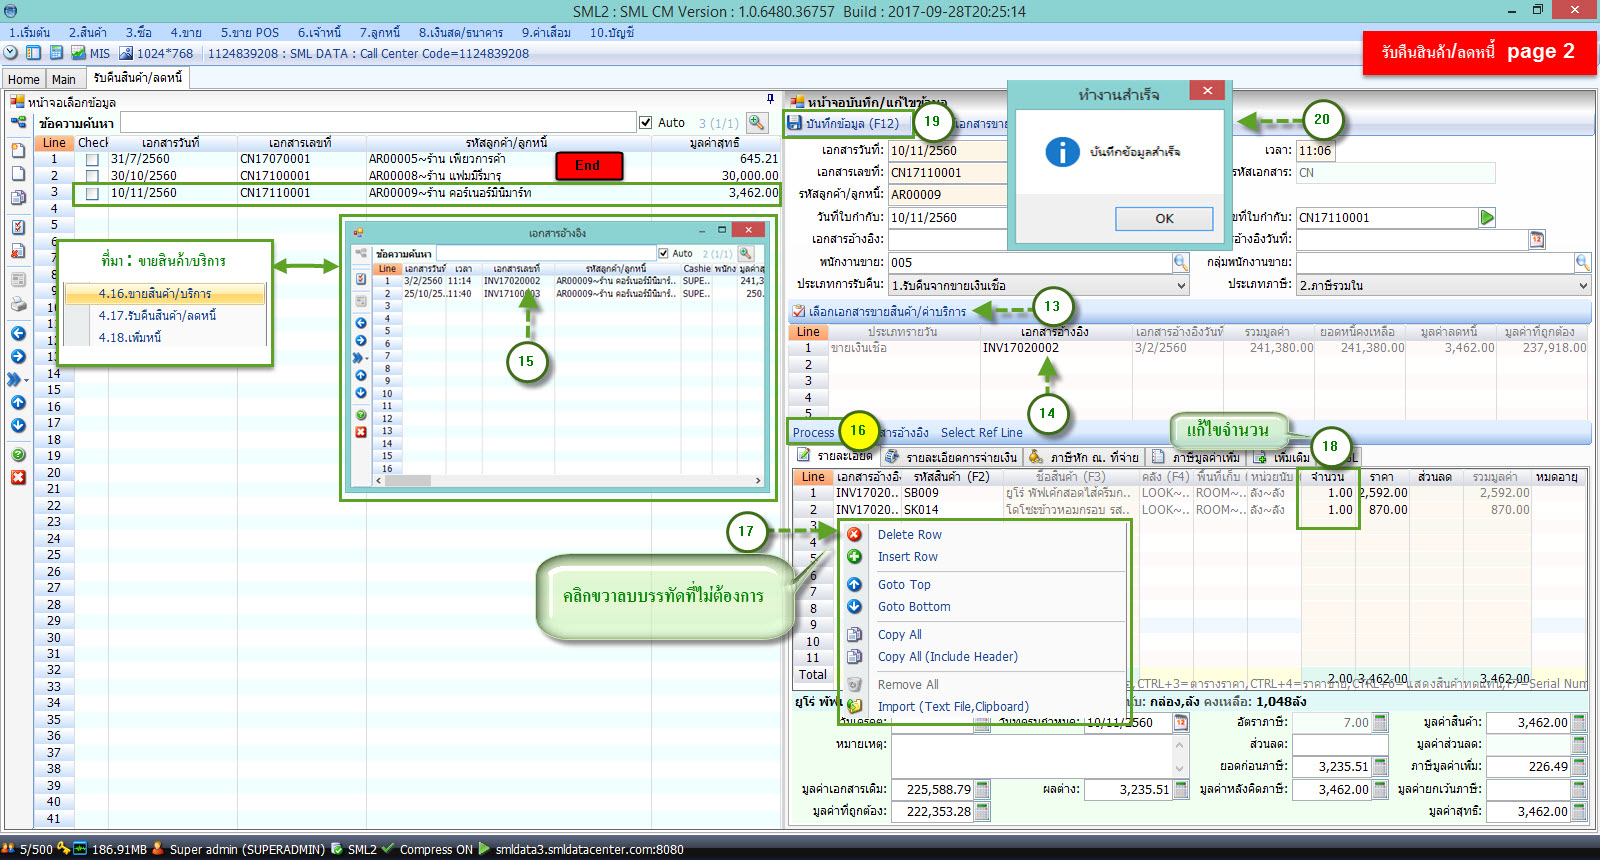 SML2 : SML CM Version : 1.0.6480.36757 Build : 2017-09-28T20:25:14
1.เริ่มต้น 2.สินค้า 3.ซื้อ 4.ขาย 5.ขาย POS 6.เจ้าหนี้ 7.ลูกหนี้ 8.เงินสด/ธนาคาร 9.ค่าเสื่อม 10.บัญชี
MIS 1024*768 1124839208 : SML DATA : Call Center Code=1124839208
รับคืนสินค้า/ลดหนี้ page 2
Home Main รับคืนสินค้า/ลดหนี้
หน้าจอเลือกข้อมูล
ข้อความค้นหา Auto 3 (1/1)
Line Check เอกสารวันที่ เอกสารเลขที่ รหัสลูกค้า/ลูกหนี้ มูลค่าสุทธิ
1 31/7/2560 CN17070001 AR00005~ร้าน เพียวการค้า 645.21
2 30/10/2560 CN17100001 AR00008~ร้าน แฟมมิรี่มารุ 30,000.00
3 10/11/2560 CN17110001 AR00009~ร้าน คอร์เนอร์มินิมาร์ท 3,462.00
End
4
5
6
7
ที่มา : ขายสินค้า/บริการ
4.16.ขายสินค้า/บริการ
4.17.รับคืนสินค้า/ลดหนี้
4.18.เพิ่มหนี้
14
15
16
17
18
19
20
21
22
23
24
25
26
27
28
29
30
31
32
33
34
35
36
37
38
39
40
41
เอกสารอ้างอิง
ข้อความค้นหา Auto 2 (1/1)
Line เอกสารวันที่ เวลา เอกสารเลขที่ รหัสลูกค้า/ลูกหนี้ Cashie พนักง มูลค่าสุ
1 3/2/2560 11:14 INV17020002 AR00009~ร้าน คอร์เนอร์มินิมาร์.. SUPE... 241,3
2 25/10/25.. 11:40 INV17100003 AR00009~ร้าน คอร์เนอร์มินิมาร์.. SUPE... 250.
3
4
5
6
7
8
9
10
11
12
13
14
15
16
15
หน้าจอบันทึก/แก้ไขข้อมูล
บันทึกข้อมูล (F12) 19 เอกสารขาย
ทำงานสำเร็จ
บันทึกข้อมูลสำเร็จ
OK
20
เอกสารวันที่: 10/11/2560 เวลา: 11:06
เอกสารเลขที่: CN17110001 รหัสเอกสาร: CN
รหัสลูกค้า/ลูกหนี้: AR00009
วันที่ใบกำกับ: 10/11/2560 ขที่ใบกำกับ: CN17110001
เอกสารอ้างอิง: อ้างอิงวันที่:
พนักงานขาย: 005 กลุ่มพนักงานขาย:
ประเภทการรับคืน: 1.รับคืนจากขายเงินเชื่อ ประเภทภาษี: 2.ภาษีรวมใน
เลือกเอกสารขายสินค้า/ค่าบริการ 13
Line ประเภทรายวัน เอกสารอ้างอิง เอกสารอ้างอิงวันที่ รวมมูลค่า ยอดหนี้คงเหลือ มูลค่าลดหนี้ มูลค่าที่ถูกต้อง
1 ขายเงินเชื่อ INV17020002 3/2/2560 241,380.00 241,380.00 3,462.00 237,918.00
2
3
4
5
14
Process 16 สารอ้างอิง Select Ref Line
แก้ไขจำนวน
18
รายละเอียด รายละเอียดการจ่ายเงิน ภาษีหัก ณ. ที่จ่าย ภาษีมูลค่าเพิ่ม เพิ่มเติม
Line เอกสารอ้างอิ รหัสสินค้า (F2) ชื่อสินค้า (F3) คลัง (F4) พื้นที่เก็บ ( หน่วยนับ จำนวน ราคา ส่วนลด รวมมูลค่า หมดอายุ
1 INV17020... SB009 ยูโร่ พัฟเค้กสอดไส้ครีมก.. LOOK~.. ROOM~.. ลัง~ลัง 1.00 2,592.00 2,592.00
2 INV17020... SK014 โดโซะข้าวหอมกรอบ รส.. LOOK~.. ROOM~.. ลัง~ลัง 1.00 870.00 870.00
3
4
5
6
7
8
9
10
11
17
คลิกขวาลบบรรทัดที่ไม่ต้องการ
Delete Row
Insert Row
Goto Top
Goto Bottom
Copy All
Copy All (Include Header)
Remove All
Import (Text File,Clipboard)
Total 2.00 3,462.00 3,462.00
,CTRL+3=ตารางราคา,CTRL+4=ราคาขาย,CTRL+6=แสดงสินค้าทดแทน,F7=Serial Num
ยูโร่ พัฟเ กล่อง,ลัง คงเหลือ: 1,048ลัง
วันเครดิต: วันที่ครบกำหนด: 10/11/2560 อัตราภาษี: 7.00 มูลค่าสินค้า: 3,462.00
หมายเหตุ: ส่วนลด: มูลค่าส่วนลด:
ยอดก่อนภาษี: 3,235.51 ภาษีมูลค่าเพิ่ม: 226.49
มูลค่าเอกสารเดิม: 225,588.79 ผลต่าง: 3,235.51 มูลค่าหลังคิดภาษี: 3,462.00 มูลค่ายกเว้นภาษี:
มูลค่าที่ถูกต้อง: 222,353.28 มูลค่าสุทธิ: 3,462.00
5/500 186.91MB Super admin (SUPERADMIN) SML2 Compress ON smldata3.smldatacenter.com:8080